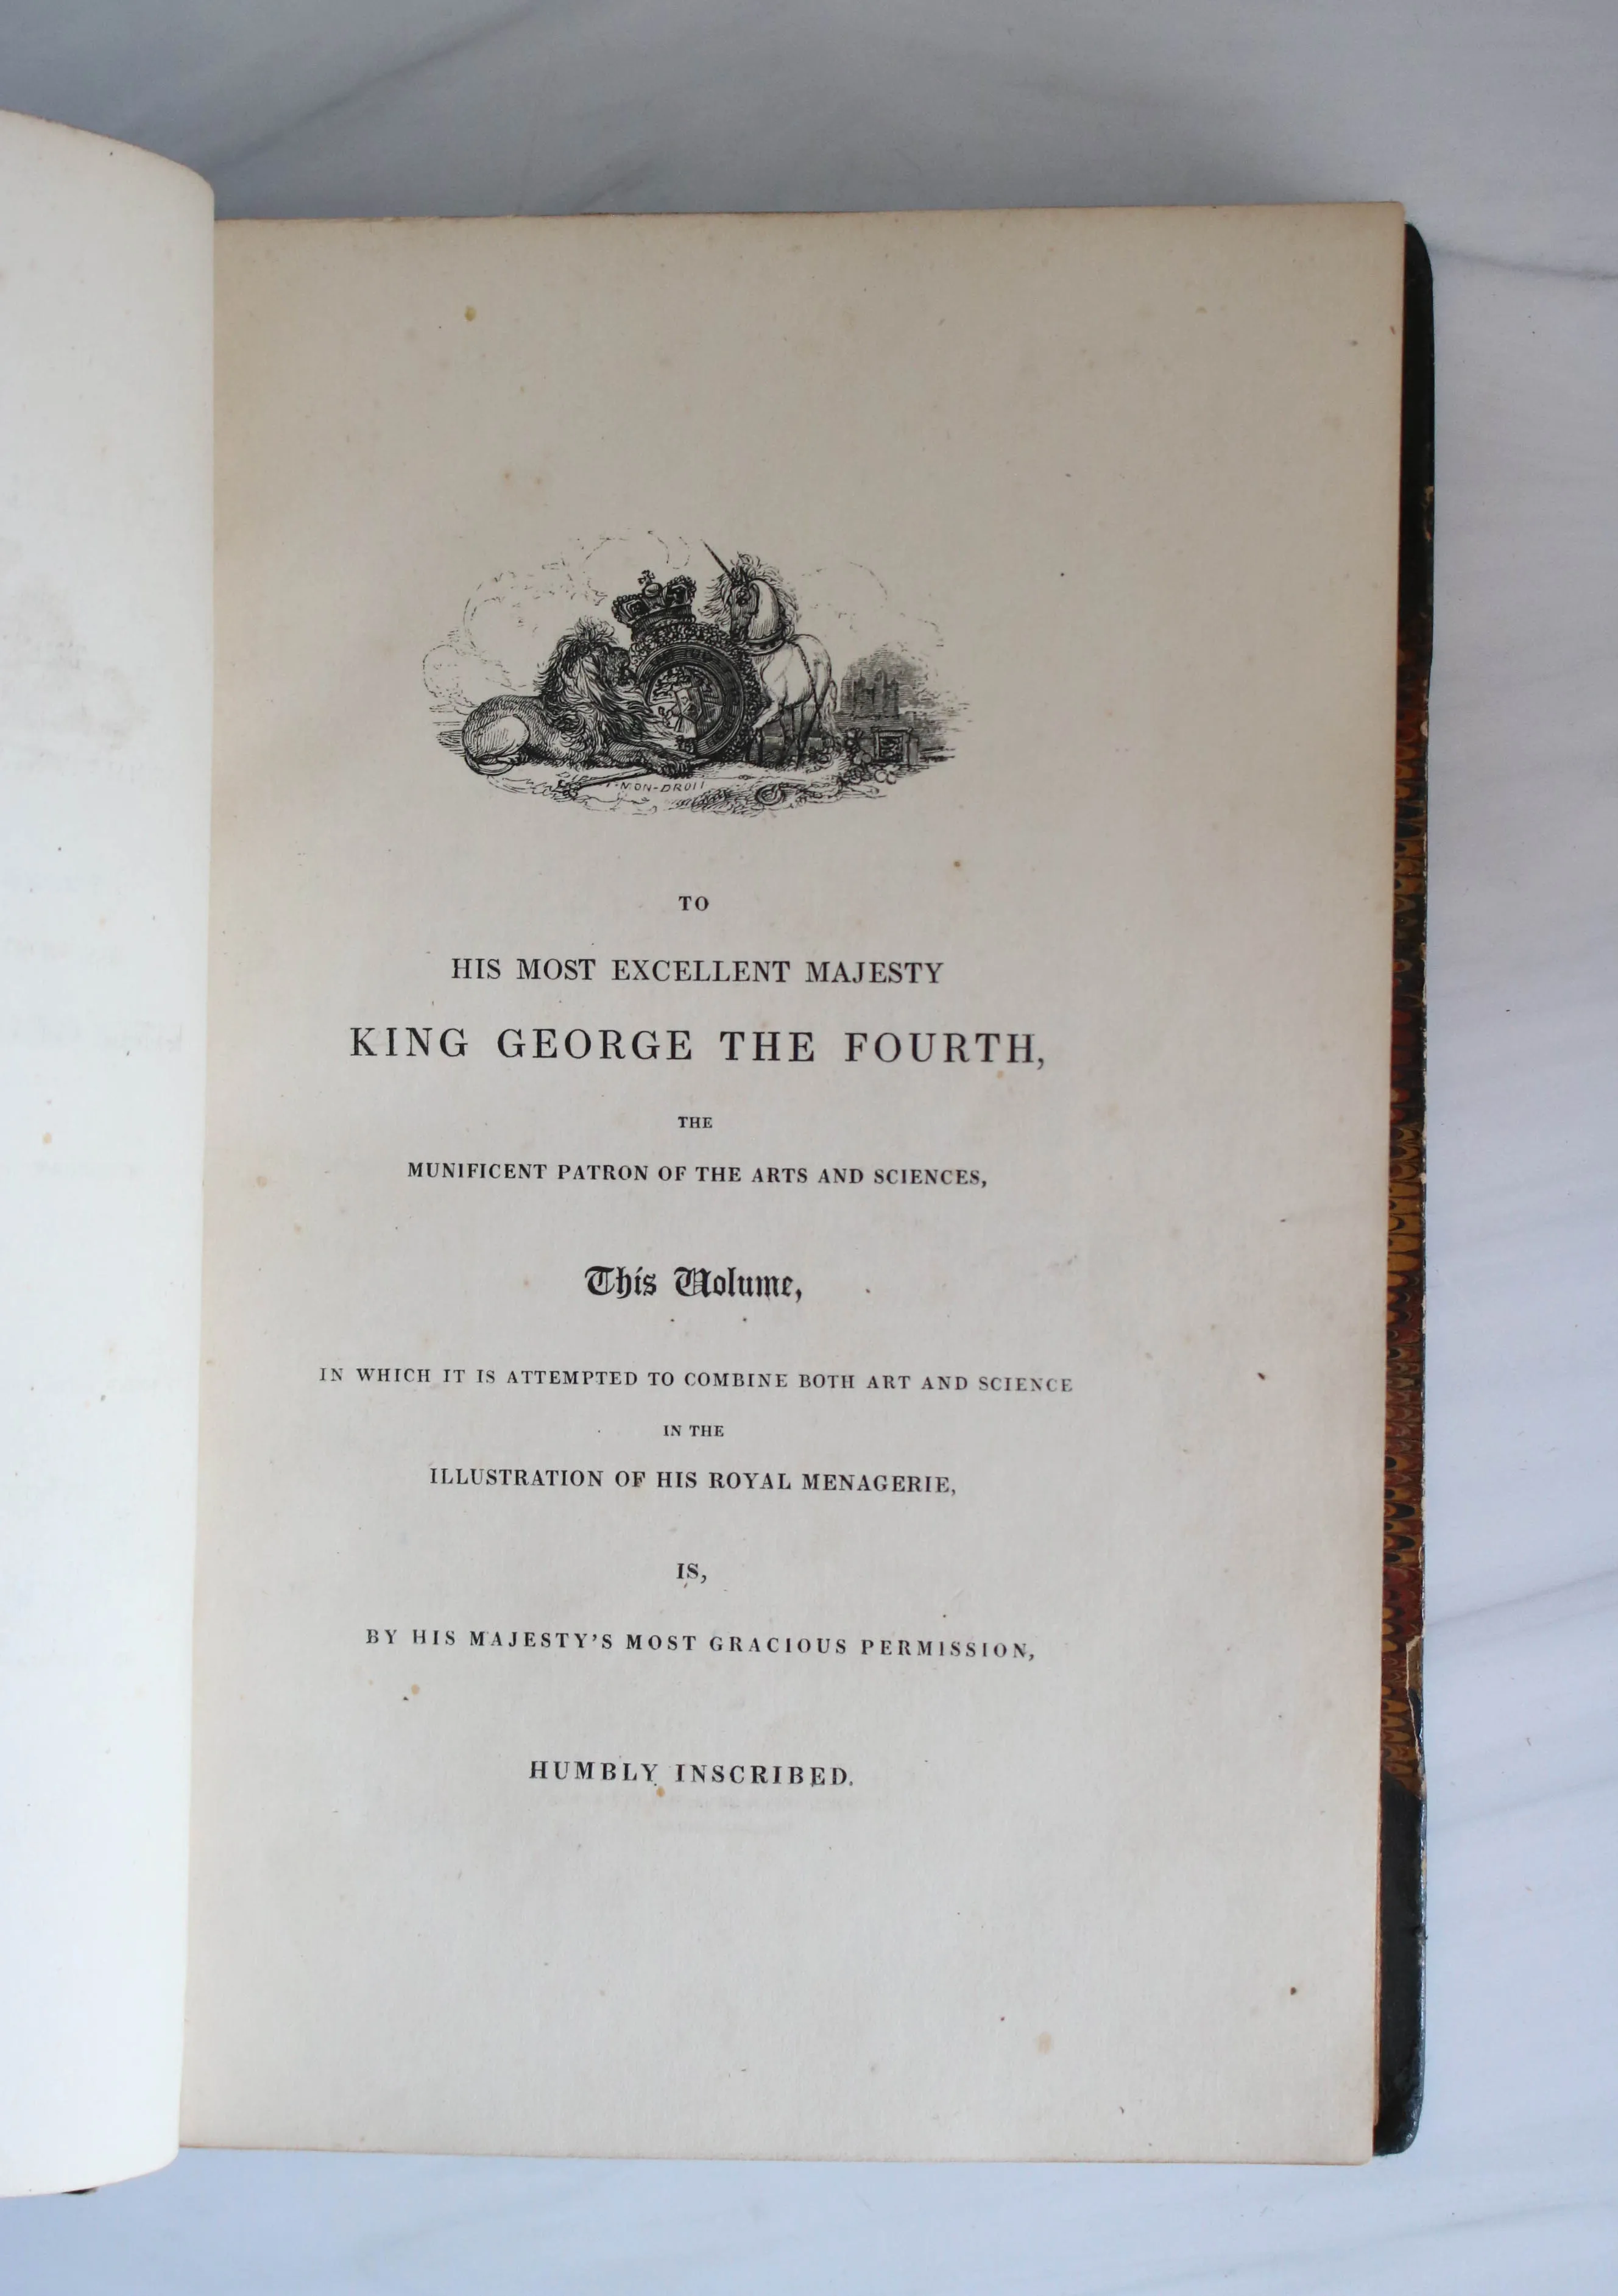 MON-DROIT
TO
HIS MOST EXCELLENT MAJESTY
KING GEORGE THE FOURTH,
THE
MUNIFICENT PATRON OF THE ARTS AND SCIENCES,
This Volume,
IN WHICH IT IS ATTEMPTED TO COMBINE BOTH ART AND SCIENCE
IN THE
ILLUSTRATION OF HIS ROYAL MENAGERIE,
IS,
BY HIS MAJESTY'S MOST GRACIOUS PERMISSION,
HUMBLY INSCRIBED.